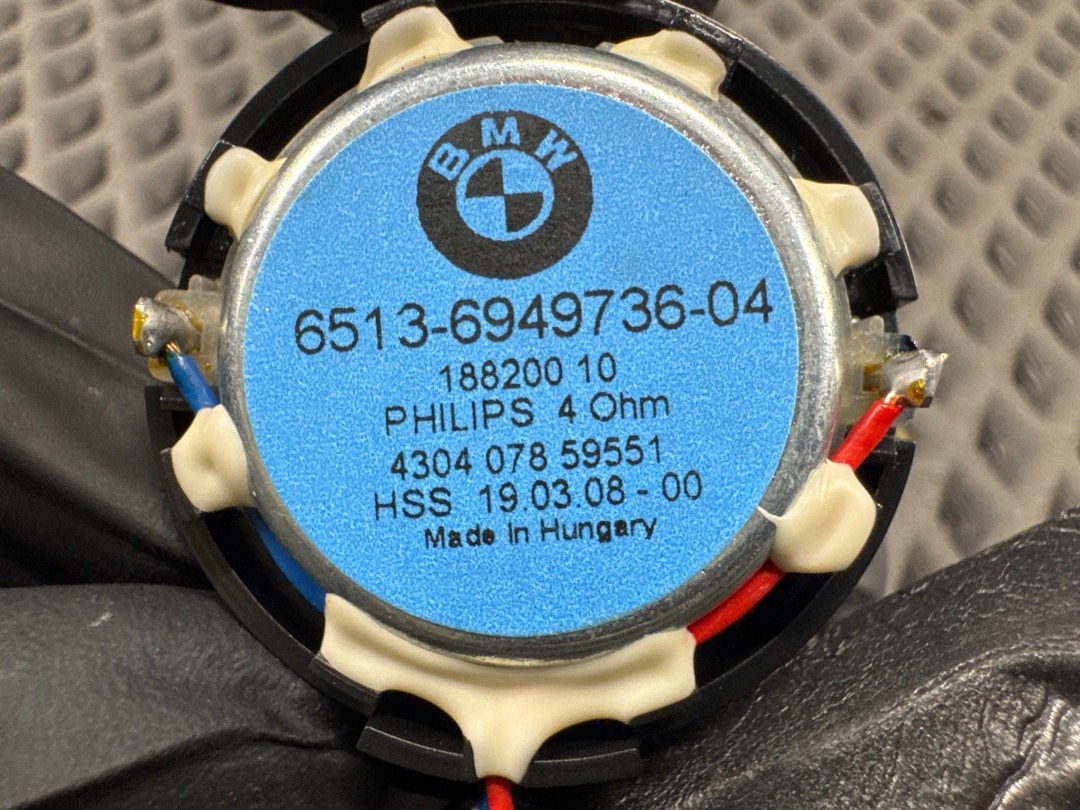 BMW
6513-6949736-04
188200 10
PHILIPS 4 Ohm
4304 078 59551
HSS 19.03.08 - 00
Made In Hungary